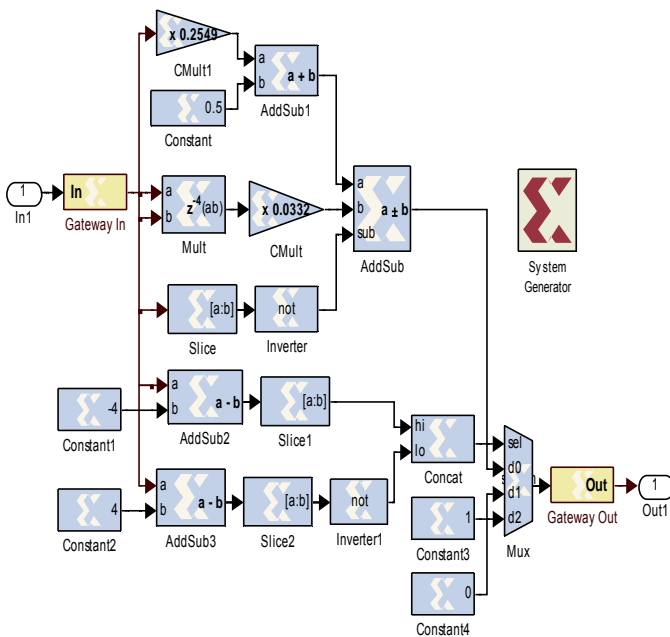 x 0.2549
CMult1
a
b
a + b
AddSub1
0.5
Constant
1
In1
In
Gateway In
a
b
z⁻⁴(ab)
Mult
x 0.0332
CMult
a
b
sub
a ± b
AddSub
System
Generator
[a:b]
Slice
not
Inverter
-4
Constant1
a
b
a - b
AddSub2
[a:b]
Slice1
hi
lo
Concat
4
Constant2
a
b
a - b
AddSub3
[a:b]
Slice2
not
Inverter1
1
Constant3
0
Constant4
sel
d0
d1
d2
Mux
Out
Gateway Out
1
Out1